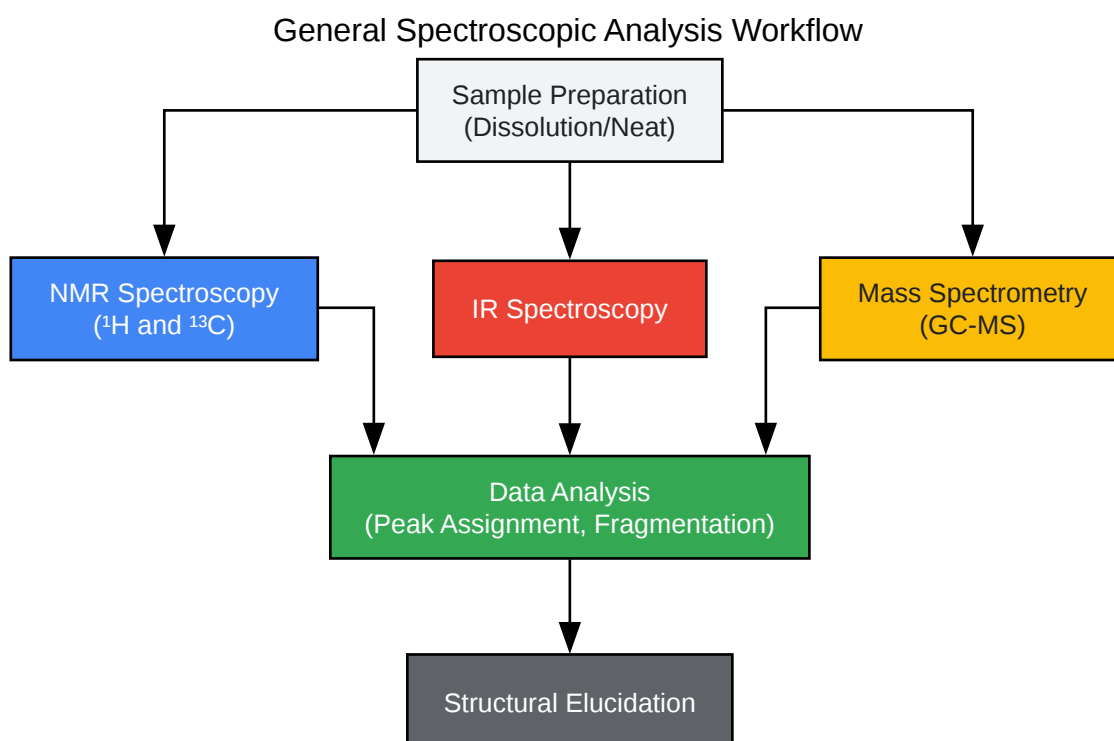 General Spectroscopic Analysis Workflow
Sample Preparation
(Dissolution/Neat)
NMR Spectroscopy
(¹H and ¹³C)
IR Spectroscopy
Mass Spectrometry
(GC-MS)
Data Analysis
(Peak Assignment, Fragmentation)
Structural Elucidation